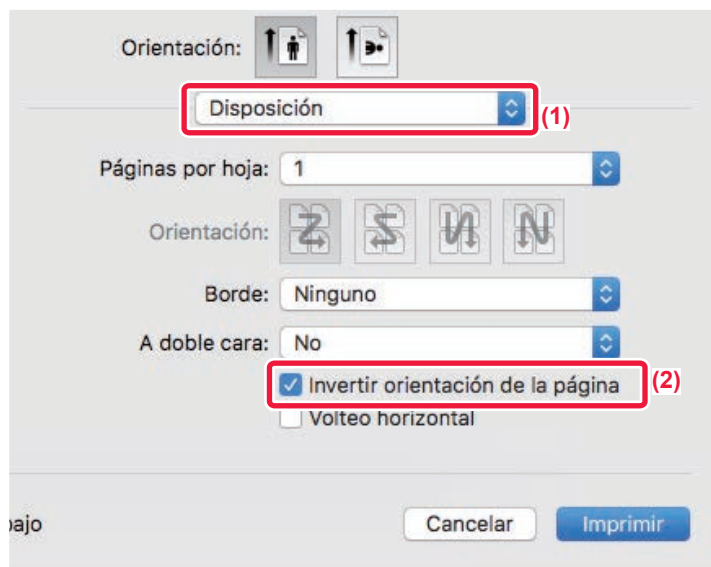 Orientación:
Disposición
(1)
Páginas por hoja: 1
Orientación:
Borde: Ninguno
A doble cara: No
Invertir orientación de la página
(2)
Volteo horizontal
Cancelar Imprimir